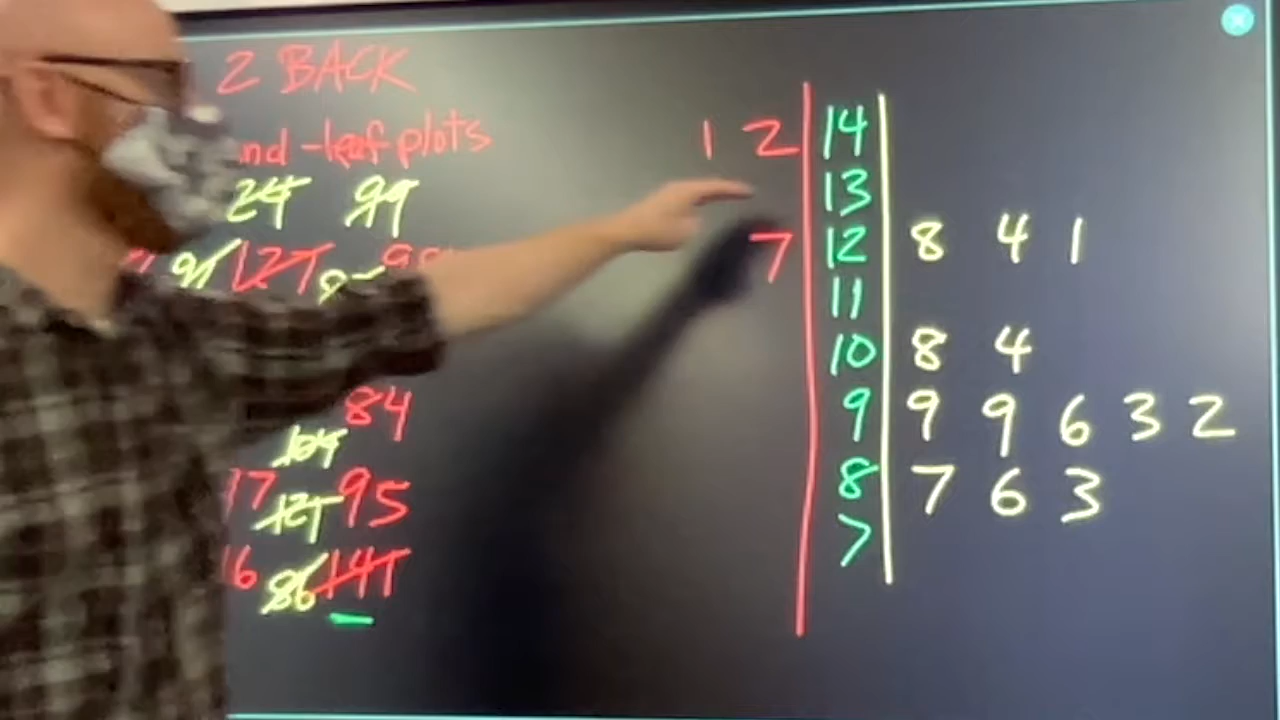 2 BACK
nd-leaf plots
24 99
127
84
104
17 121 95
16 86 141
1 2 14
13
7 12 8 4 1
11
10 8 4
9 9 9 6 3 2
8 7 6 3
7